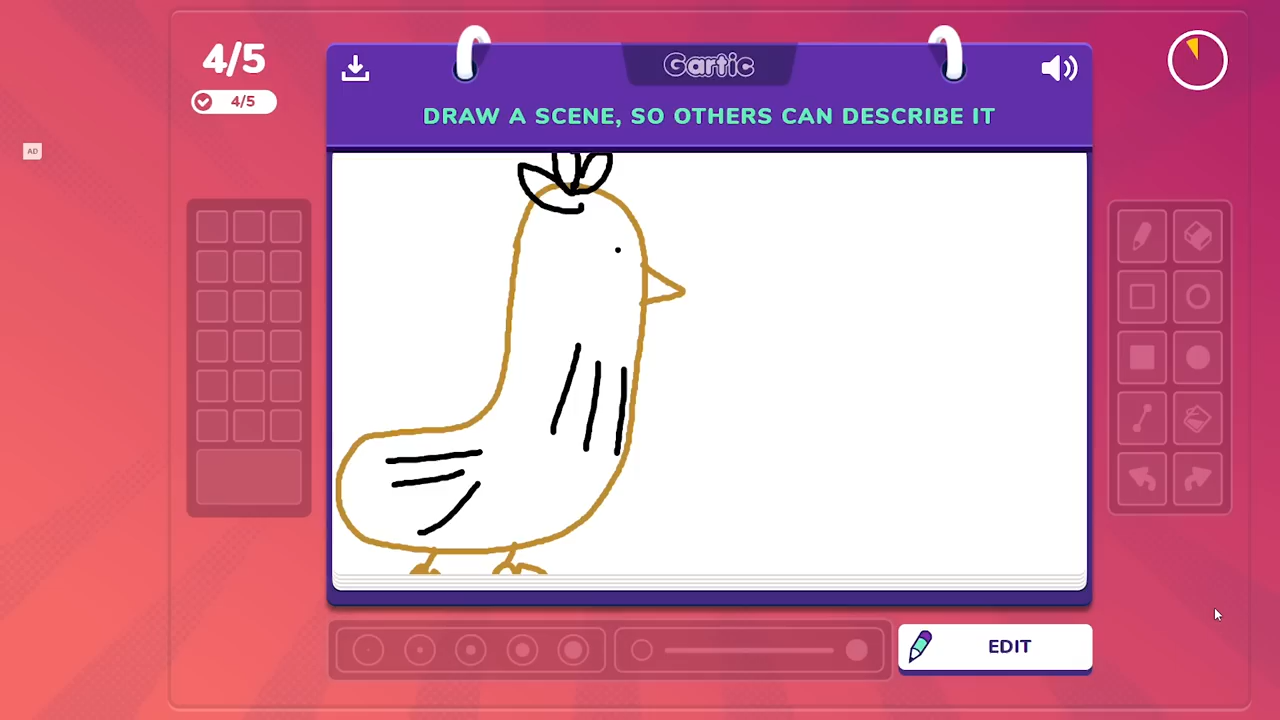 4/5
4/5
AD
Gartic
DRAW A SCENE, SO OTHERS CAN DESCRIBE IT
EDIT